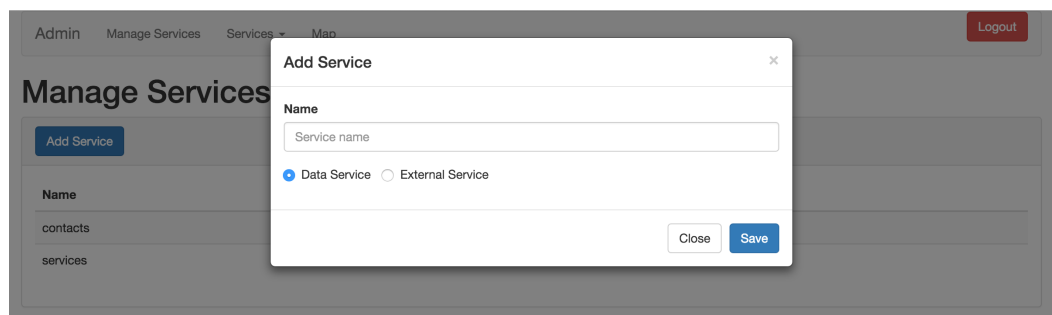 Admin Manage Services Services Map Logout
Add Service ×
Manage Services
Name
Service name
Add Service
Data Service External Service
Name
contacts
Close Save
services